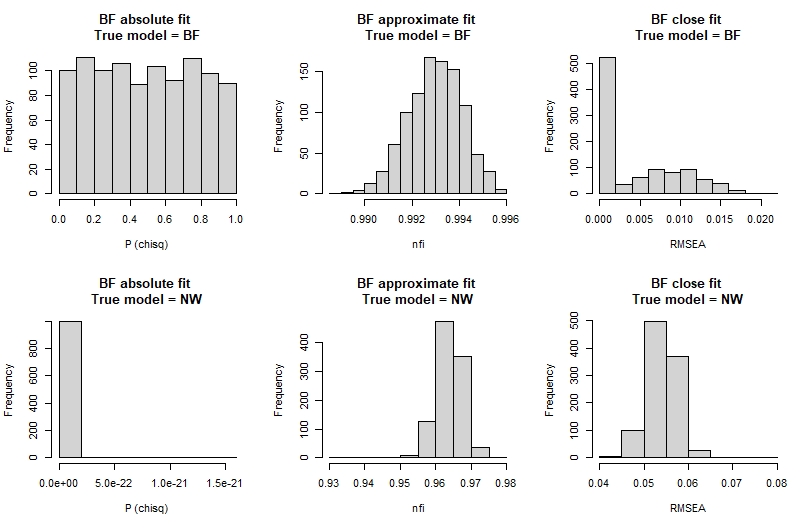 BF absolute fit
True model = BF
Frequency
0 20 40 60 80 100
0.0 0.2 0.4 0.6 0.8 1.0
P (chisq)
BF approximate fit
True model = BF
Frequency
0 50 150
0.990 0.992 0.994 0.996
nfi
BF close fit
True model = BF
Frequency
0 100 200 300 400 500
0.000 0.005 0.010 0.015 0.020
RMSEA
BF absolute fit
True model = NW
Frequency
0 200 400 600 800
0.0e+00 5.0e-22 1.0e-21 1.5e-21
P (chisq)
BF approximate fit
True model = NW
Frequency
0 100 200 300 400
0.93 0.94 0.95 0.96 0.97 0.98
nfi
BF close fit
True model = NW
Frequency
0 100 200 300 400 500
0.04 0.05 0.06 0.07 0.08
RMSEA